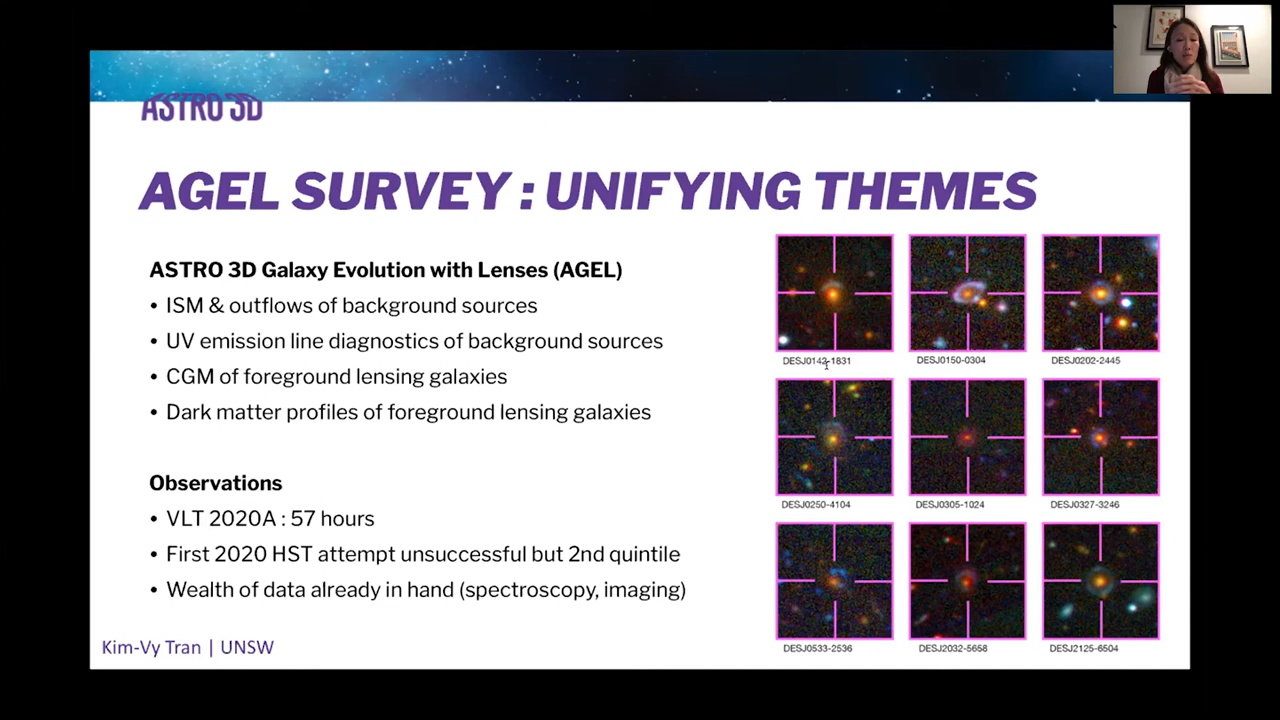 ASTRO 3D
AGEL SURVEY : UNIFYING THEMES
ASTRO 3D Galaxy Evolution with Lenses (AGEL)
• ISM & outflows of background sources
• UV emission line diagnostics of background sources
• CGM of foreground lensing galaxies
• Dark matter profiles of foreground lensing galaxies
Observations
• VLT 2020A : 57 hours
• First 2020 HST attempt unsuccessful but 2nd quintile
• Wealth of data already in hand (spectroscopy, imaging)
Kim-Vy Tran | UNSW
DESJ0142-1831 DESJ0150-0304 DESJ0202-2445
DESJ0250-4104 DESJ0305-1024 DESJ0327-3246
DESJ0533-2536 DESJ2032-5658 DESJ2125-6504